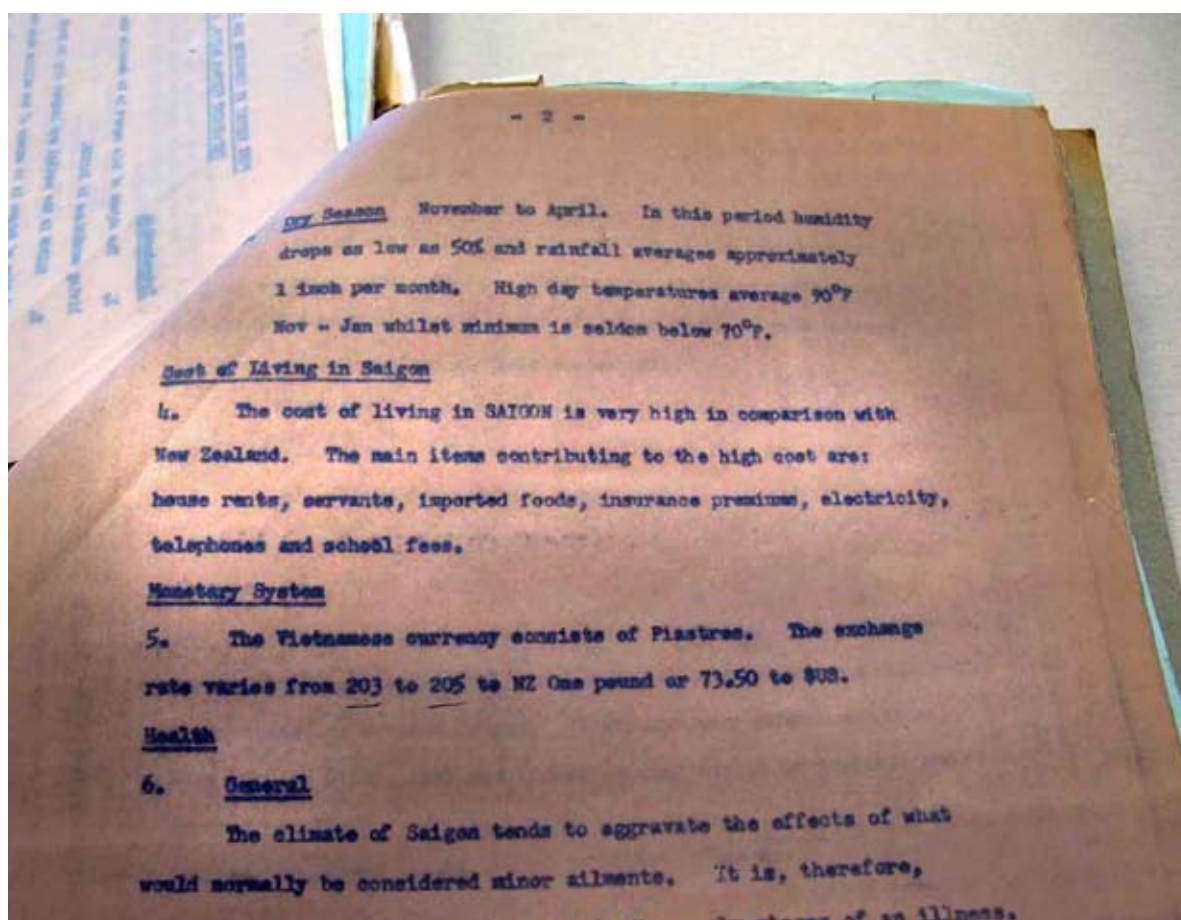 - 2 -
Dry Season November to April. In this period humidity
drops as low as 50% and rainfall averages approximately
1 inch per month. High day temperatures average 90°F
Nov - Jan whilst minimum is seldom below 70°F.
Cost of Living in Saigon
4. The cost of living in SAIGON is very high in comparison with
New Zealand. The main items contributing to the high cost are:
house rents, servants, imported foods, insurance premiums, electricity,
telephones and school fees.
Monetary System
5. The Vietnamese currency consists of Piastres. The exchange
rate varies from 203 to 205 to NZ One pound or 73.50 to $US.
Health
6. General
The climate of Saigon tends to aggravate the effects of what
would normally be considered minor ailments. It is, therefore,
stages of an illness.